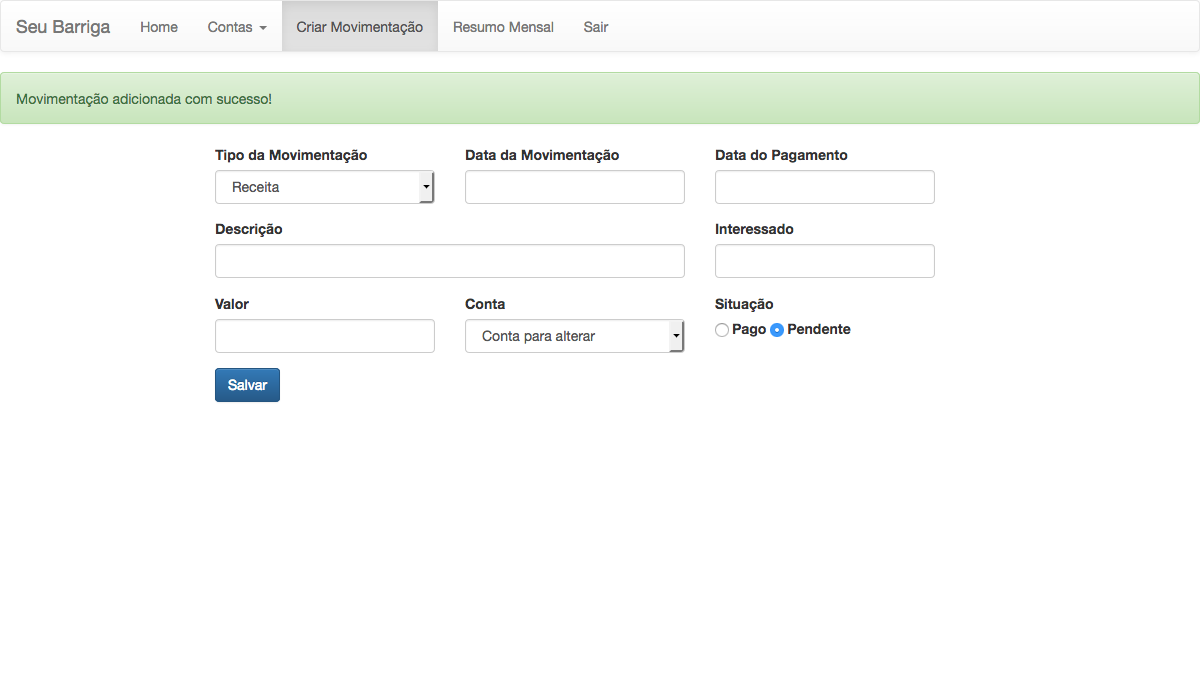 Seu Barriga Home Contas Criar Movimentação Resumo Mensal Sair
Movimentação adicionada com sucesso!
Tipo da Movimentação Data da Movimentação Data do Pagamento
Receita
Descrição Interessado
Valor Conta Situação
Conta para alterar Pago Pendente
Salvar